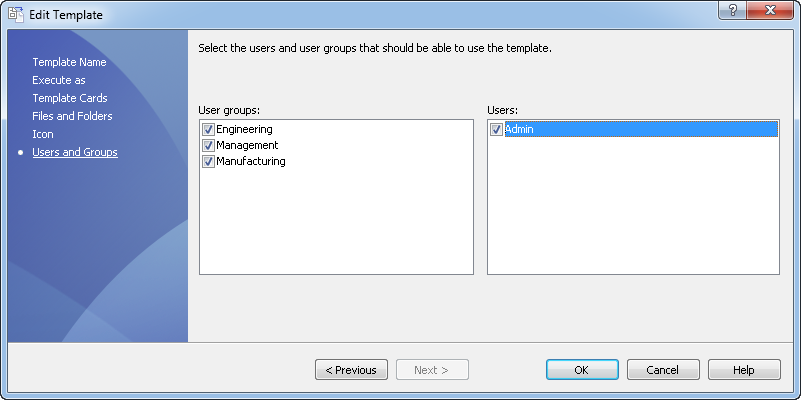 Edit Template
?
Template Name
Execute as
Template Cards
Files and Folders
Icon
Users and Groups
Select the users and user groups that should be able to use the template.
User groups:
Engineering
Management
Manufacturing
Users:
Admin
< Previous
Next >
OK
Cancel
Help